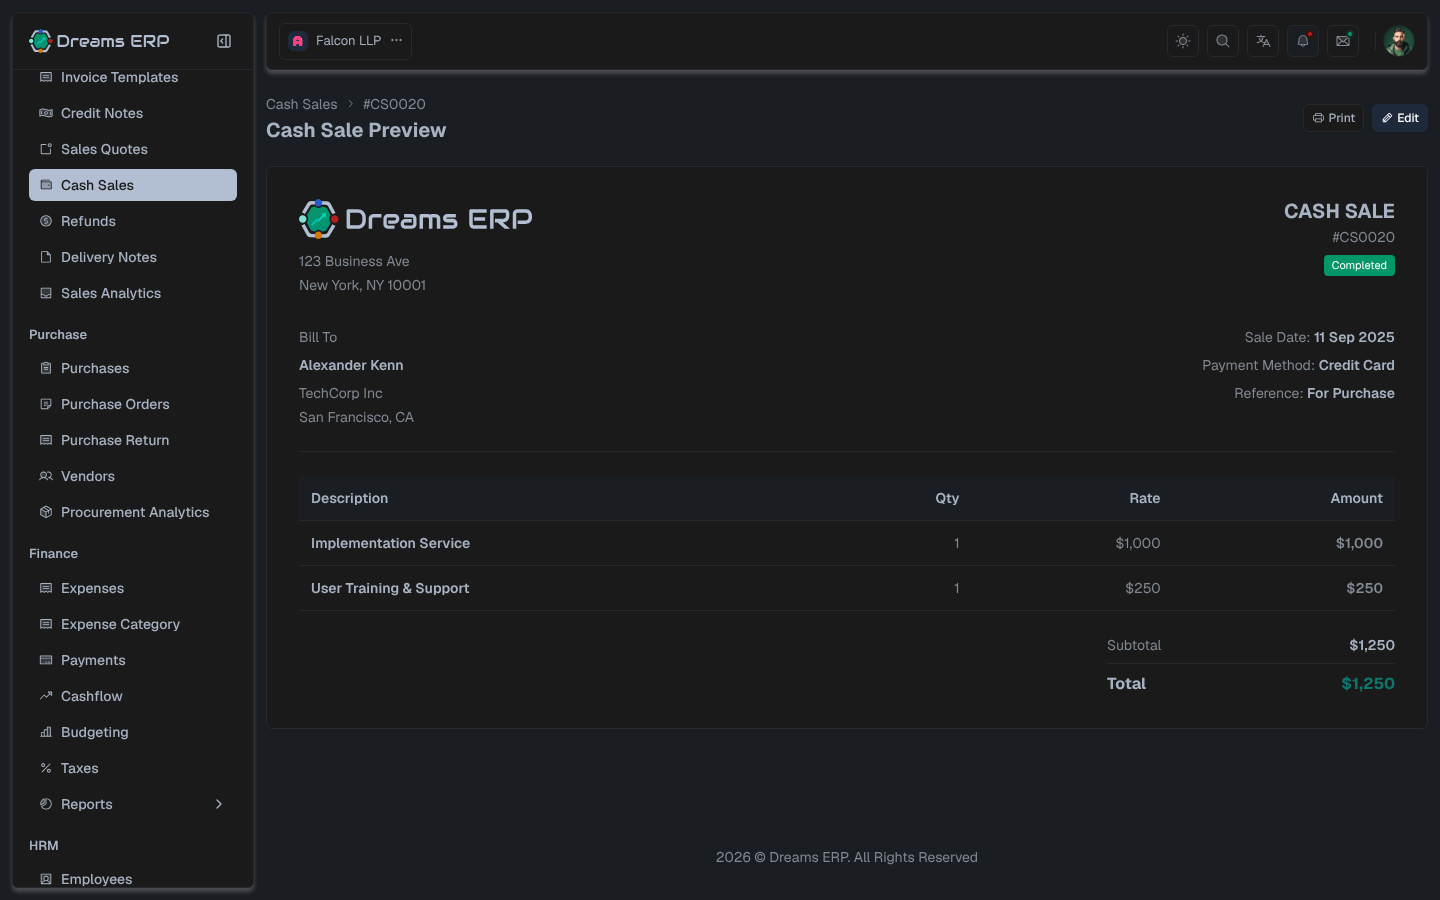 Dreams ERP
Invoice Templates
Credit Notes
Sales Quotes
Cash Sales
Refunds
Delivery Notes
Sales Analytics
Purchase
Purchases
Purchase Orders
Purchase Return
Vendors
Procurement Analytics
Finance
Expenses
Expense Category
Payments
Cashflow
Budgeting
Taxes
Reports
HRM
Employees
Falcon LLP
Cash Sales > #CS0020
Cash Sale Preview
Print
Edit
Dreams ERP
123 Business Ave
New York, NY 10001
CASH SALE
#CS0020
Completed
Bill To
Alexander Kenn
TechCorp Inc
San Francisco, CA
Sale Date: 11 Sep 2025
Payment Method: Credit Card
Reference: For Purchase
Description Qty Rate Amount
Implementation Service 1 $1,000 $1,000
User Training & Support 1 $250 $250
Subtotal $1,250
Total $1,250
2026 © Dreams ERP. All Rights Reserved